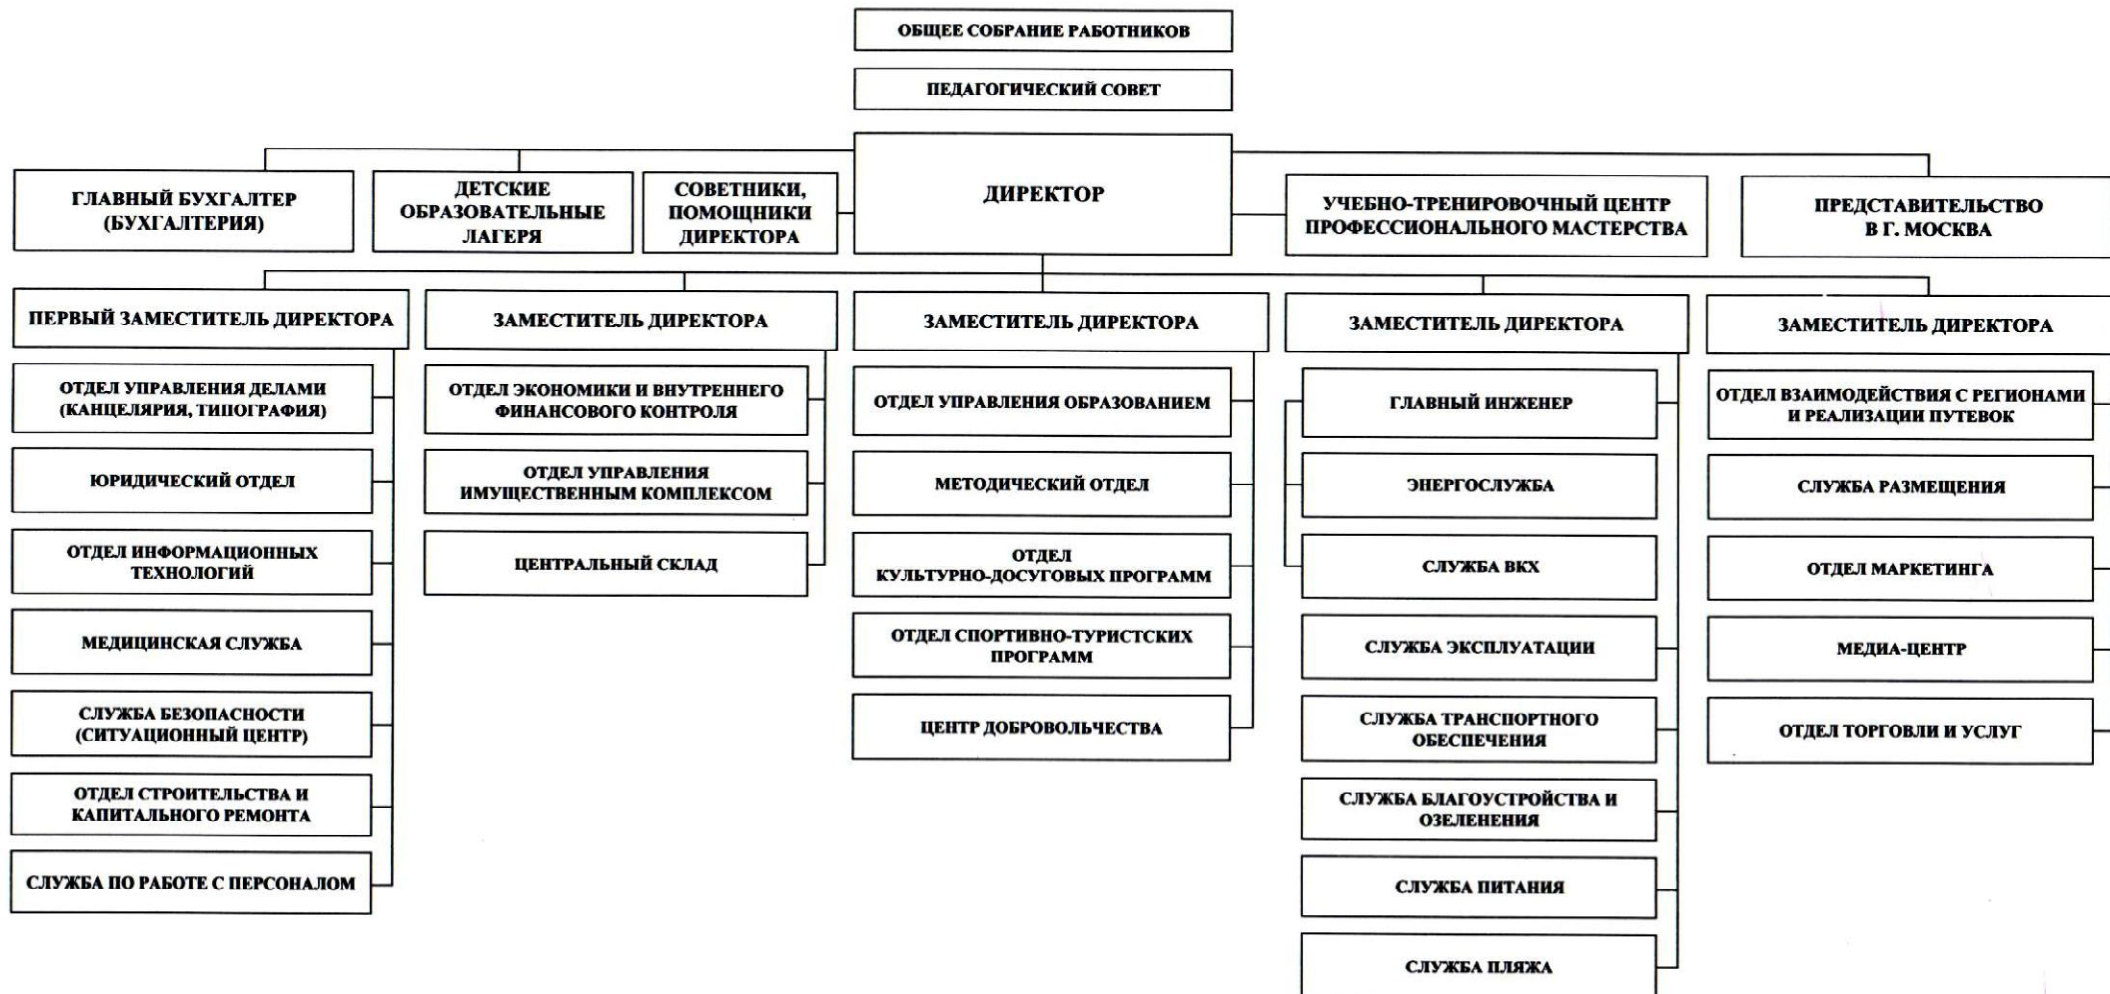 ОБЩЕЕ СОБРАНИЕ РАБОТНИКОВ
ПЕДАГОГИЧЕСКИЙ СОВЕТ
ДИРЕКТОР
ГЛАВНЫЙ БУХГАЛТЕР
(БУХГАЛТЕРИЯ)
ДЕТСКИЕ
ОБРАЗОВАТЕЛЬНЫЕ
ЛАГЕРЯ
СОВЕТНИКИ,
ПОМОЩНИКИ
ДИРЕКТОРА
УЧЕБНО-ТРЕНИРОВОЧНЫЙ ЦЕНТР
ПРОФЕССИОНАЛЬНОГО МАСТЕРСТВА
ПРЕДСТАВИТЕЛЬСТВО
В Г. МОСКВА
ПЕРВЫЙ ЗАМЕСТИТЕЛЬ ДИРЕКТОРА
ОТДЕЛ УПРАВЛЕНИЯ ДЕЛАМИ
(КАНЦЕЛЯРИЯ, ТИПОГРАФИЯ)
ЮРИДИЧЕСКИЙ ОТДЕЛ
ОТДЕЛ ИНФОРМАЦИОННЫХ
ТЕХНОЛОГИЙ
МЕДИЦИНСКАЯ СЛУЖБА
СЛУЖБА БЕЗОПАСНОСТИ
(СИТУАЦИОННЫЙ ЦЕНТР)
ОТДЕЛ СТРОИТЕЛЬСТВА И
КАПИТАЛЬНОГО РЕМОНТА
СЛУЖБА ПО РАБОТЕ С ПЕРСОНАЛОМ
ЗАМЕСТИТЕЛЬ ДИРЕКТОРА
ОТДЕЛ ЭКОНОМИКИ И ВНУТРЕННЕГО
ФИНАНСОВОГО КОНТРОЛЯ
ОТДЕЛ УПРАВЛЕНИЯ
ИМУЩЕСТВЕННЫМ КОМПЛЕКСОМ
ЦЕНТРАЛЬНЫЙ СКЛАД
ЗАМЕСТИТЕЛЬ ДИРЕКТОРА
ОТДЕЛ УПРАВЛЕНИЯ ОБРАЗОВАНИЕМ
МЕТОДИЧЕСКИЙ ОТДЕЛ
ОТДЕЛ
КУЛЬТУРНО-ДОСУГОВЫХ ПРОГРАММ
ОТДЕЛ СПОРТИВНО-ТУРИСТСКИХ
ПРОГРАММ
ЦЕНТР ДОБРОВОЛЬЧЕСТВА
ЗАМЕСТИТЕЛЬ ДИРЕКТОРА
ГЛАВНЫЙ ИНЖЕНЕР
ЭНЕРГОСЛУЖБА
СЛУЖБА ВКХ
СЛУЖБА ЭКСПЛУАТАЦИИ
СЛУЖБА ТРАНСПОРТНОГО
ОБЕСПЕЧЕНИЯ
СЛУЖБА БЛАГОУСТРОЙСТВА И
ОЗЕЛЕНЕНИЯ
СЛУЖБА ПИТАНИЯ
СЛУЖБА ПЛЯЖА
ЗАМЕСТИТЕЛЬ ДИРЕКТОРА
ОТДЕЛ ВЗАИМОДЕЙСТВИЯ С РЕГИОНАМИ
И РЕАЛИЗАЦИИ ПУТЕВОК
СЛУЖБА РАЗМЕЩЕНИЯ
ОТДЕЛ МАРКЕТИНГА
МЕДИА-ЦЕНТР
ОТДЕЛ ТОРГОВЛИ И УСЛУГ